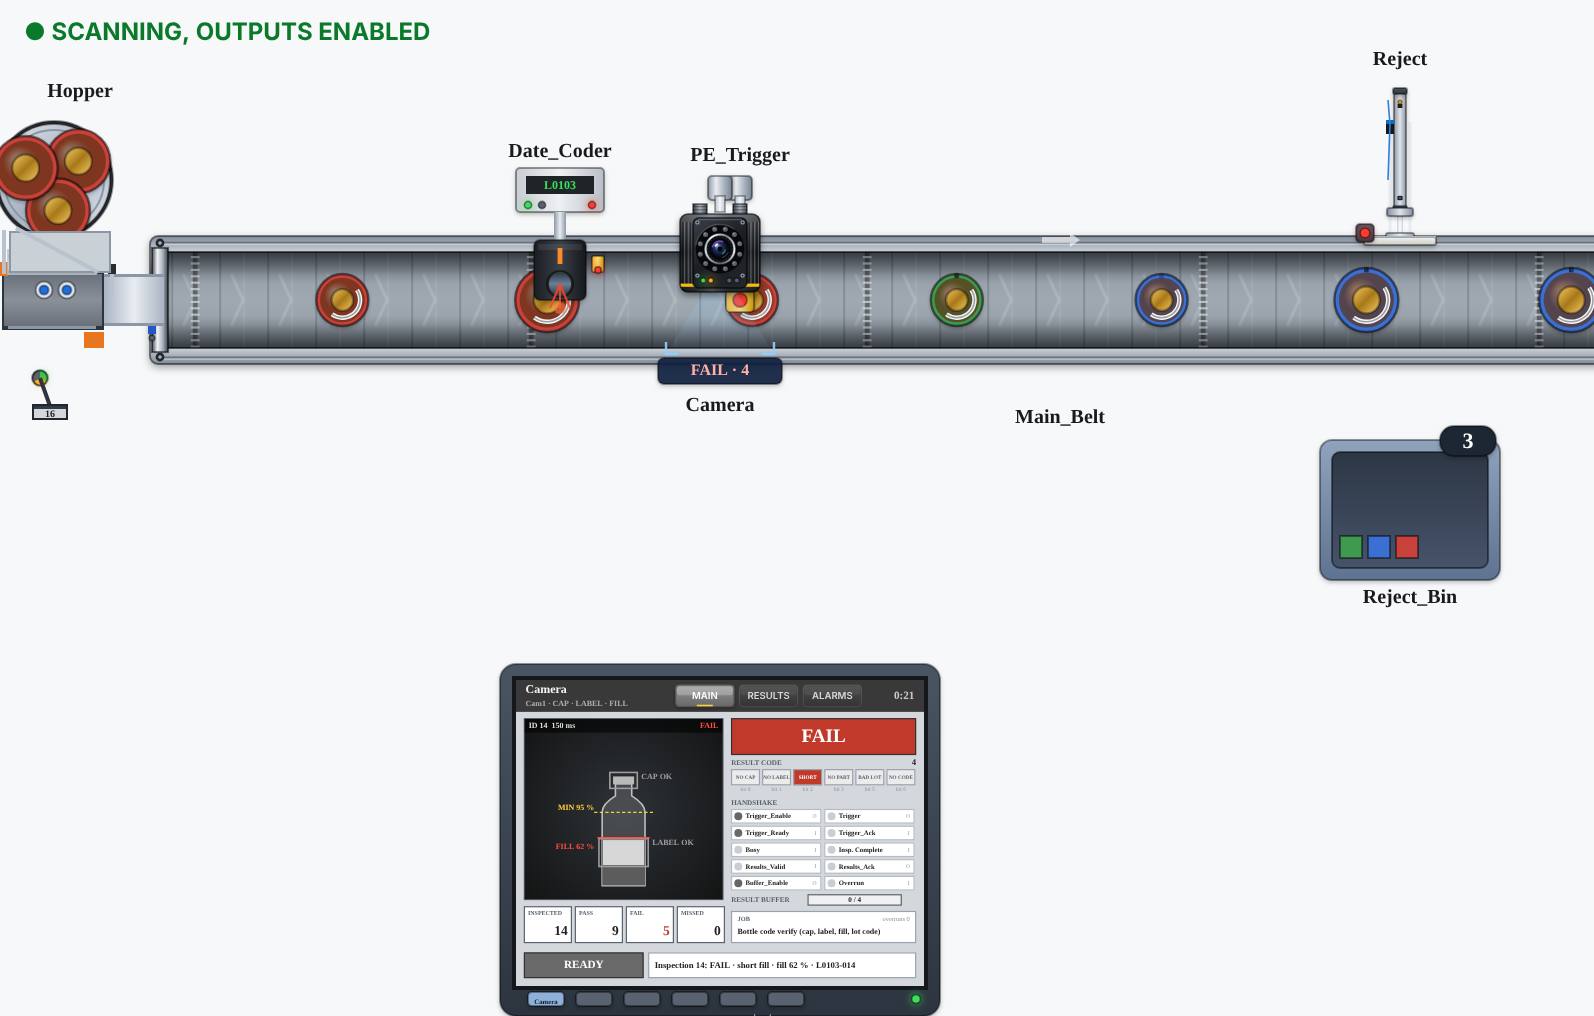 SCANNING, OUTPUTS ENABLED
Reject
Hopper
Date_Coder
PE_Trigger
L0103
FAIL · 4
Camera
Main_Belt
16
3
Reject_Bin
Camera
Cam1 · CAP · LABEL · FILL
MAIN
RESULTS
ALARMS
0:21
ID 14 150 ms
FAIL
CAP OK
MIN 95 %
FILL 62 %
LABEL OK
FAIL
RESULT CODE
4
NO CAP
NO LABEL
SHORT
NO PART
BAD LOT
NO CODE
HANDSHAKE
Trigger_Enable
Trigger
Trigger_Ready
Trigger_Ack
Busy
Insp. Complete
Results_Valid
Results_Ack
Buffer_Enable
Overrun
RESULT BUFFER
0 / 4
INSPECTED
14
PASS
9
FAIL
5
MISSED
0
JOB
overruns 0
Bottle code verify (cap, label, fill, lot code)
READY
Inspection 14: FAIL · short fill · fill 62 % · L0103-014
Camera